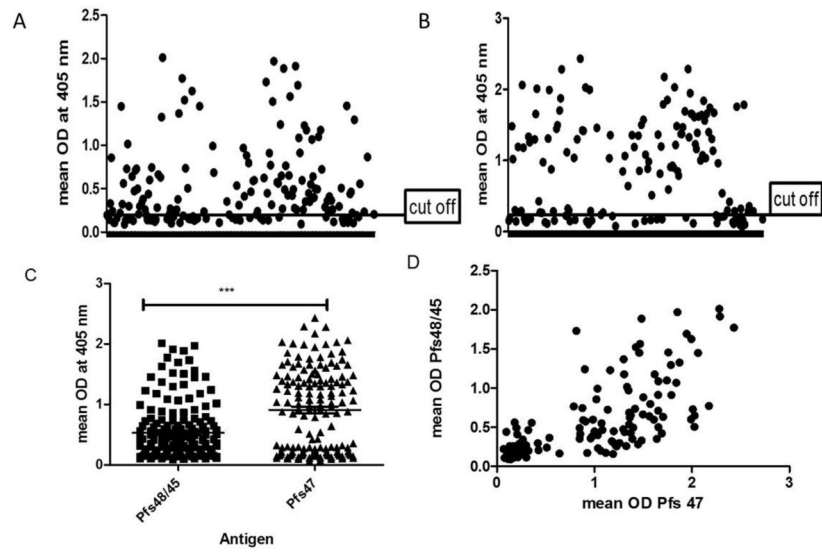 A
mean OD at 405 nm
2.5
2.0
1.5
1.0
0.5
0.0
cut off
B
mean OD at 405 nm
3
2
1
0
cut off
C
mean OD at 405 nm
3
2
1
0
***
Pfs48/45
Pfs47
Antigen
D
mean OD Pfs48/45
2.5
2.0
1.5
1.0
0.5
0.0
0
1
2
3
mean OD Pfs 47